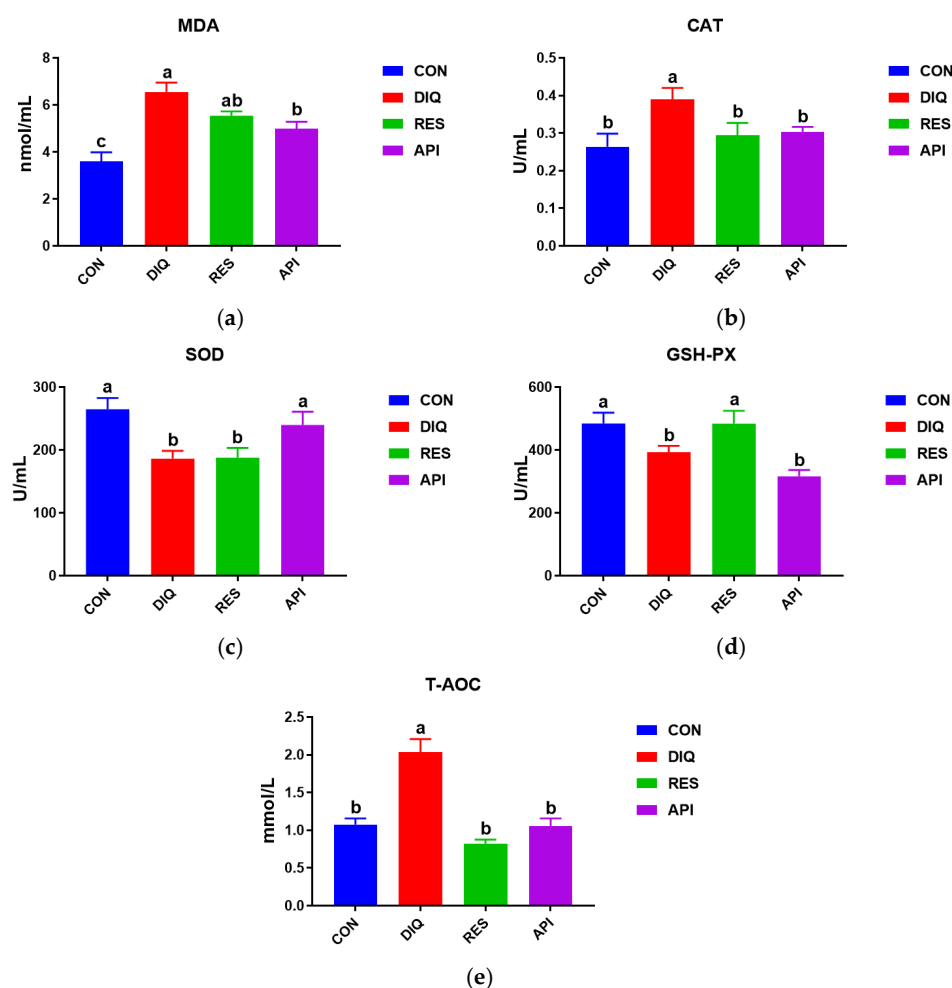 MDA
nmol/mL
8
6
4
2
0
c
a
ab
b
CON
DIQ
RES
API
CON
DIQ
RES
API
(a)
CAT
U/mL
0.5
0.4
0.3
0.2
0.1
0.0
b
a
b
b
CON
DIQ
RES
API
CON
DIQ
RES
API
(b)
SOD
U/mL
300
200
100
0
a
b
b
a
CON
DIQ
RES
API
CON
DIQ
RES
API
(c)
GSH-PX
U/mL
600
400
200
0
a
b
a
b
CON
DIQ
RES
API
CON
DIQ
RES
API
(d)
T-AOC
mmol/L
2.5
2.0
1.5
1.0
0.5
0.0
b
a
b
b
CON
DIQ
RES
API
CON
DIQ
RES
API
(e)